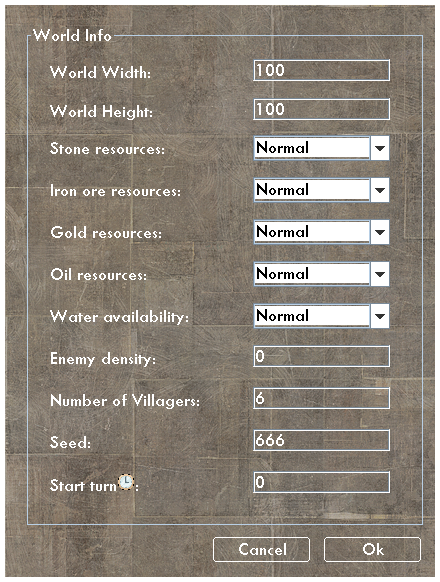 World Info
World Width: 100
World Height: 100
Stone resources: Normal
Iron ore resources: Normal
Gold resources: Normal
Oil resources: Normal
Water availability: Normal
Enemy density: 0
Number of Villagers: 6
Seed: 666
Start turn: 0
Cancel Ok